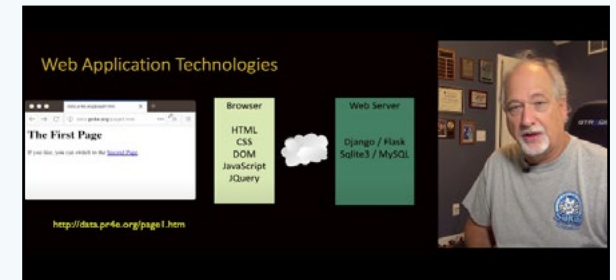 Web Application Technologies
The First Page
If you like, you can switch to the Second Page.
http://data.pr4e.org/page1.htm
Browser
HTML
CSS
DOM
JavaScript
JQuery
Web Server
Django / Flask
Sqlite3 / MySQL